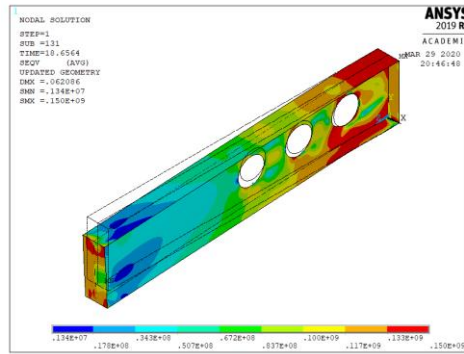 1
NODAL SOLUTION
STEP=1
SUB =131
TIME=18.6564
SEQV (AVG)
UPDATED GEOMETRY
DMX =.062086
SMN =.134E+07
SMX =.150E+09
ANSYS
2019 R
ACADEMI
MAR 29 2020
20:46:48
MX
X
.134E+07 .343E+08 .672E+08 .100E+09 .133E+09
.178E+08 .507E+08 .837E+08 .117E+09 .150E+09